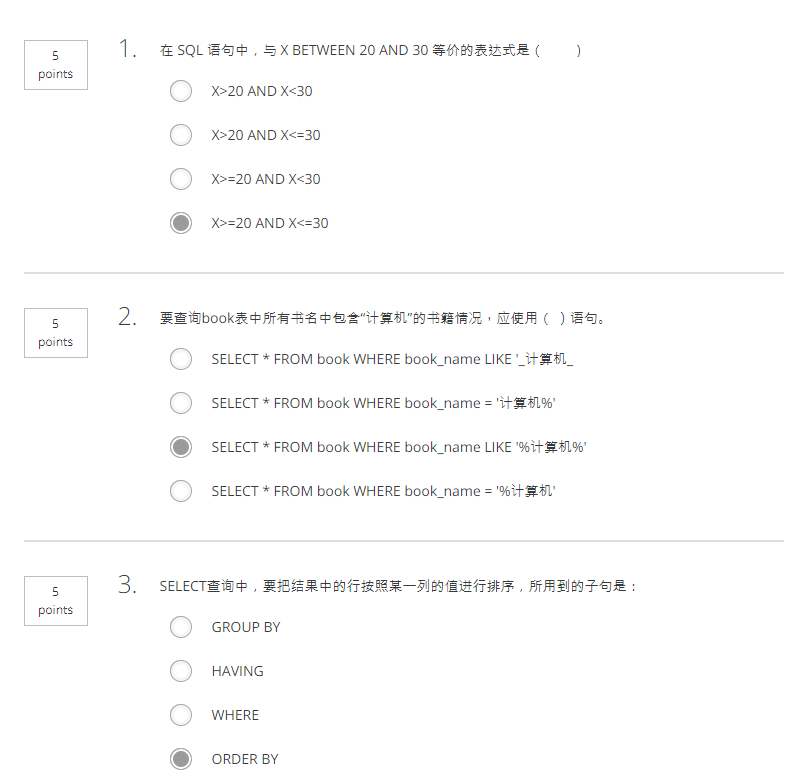 5
points
1. 在 SQL 语句中，与 X BETWEEN 20 AND 30 等价的表达式是（　　）
X>20 AND X<30
X>20 AND X<=30
X>=20 AND X<30
X>=20 AND X<=30
5
points
2. 要查询book表中所有书名中包含“计算机”的书籍情况，应使用（ ）语句。
SELECT * FROM book WHERE book_name LIKE '_计算机_
SELECT * FROM book WHERE book_name = '计算机%'
SELECT * FROM book WHERE book_name LIKE '%计算机%'
SELECT * FROM book WHERE book_name = '%计算机'
5
points
3. SELECT查询中，要把结果中的行按照某一列的值进行排序，所用到的子句是：
GROUP BY
HAVING
WHERE
ORDER BY